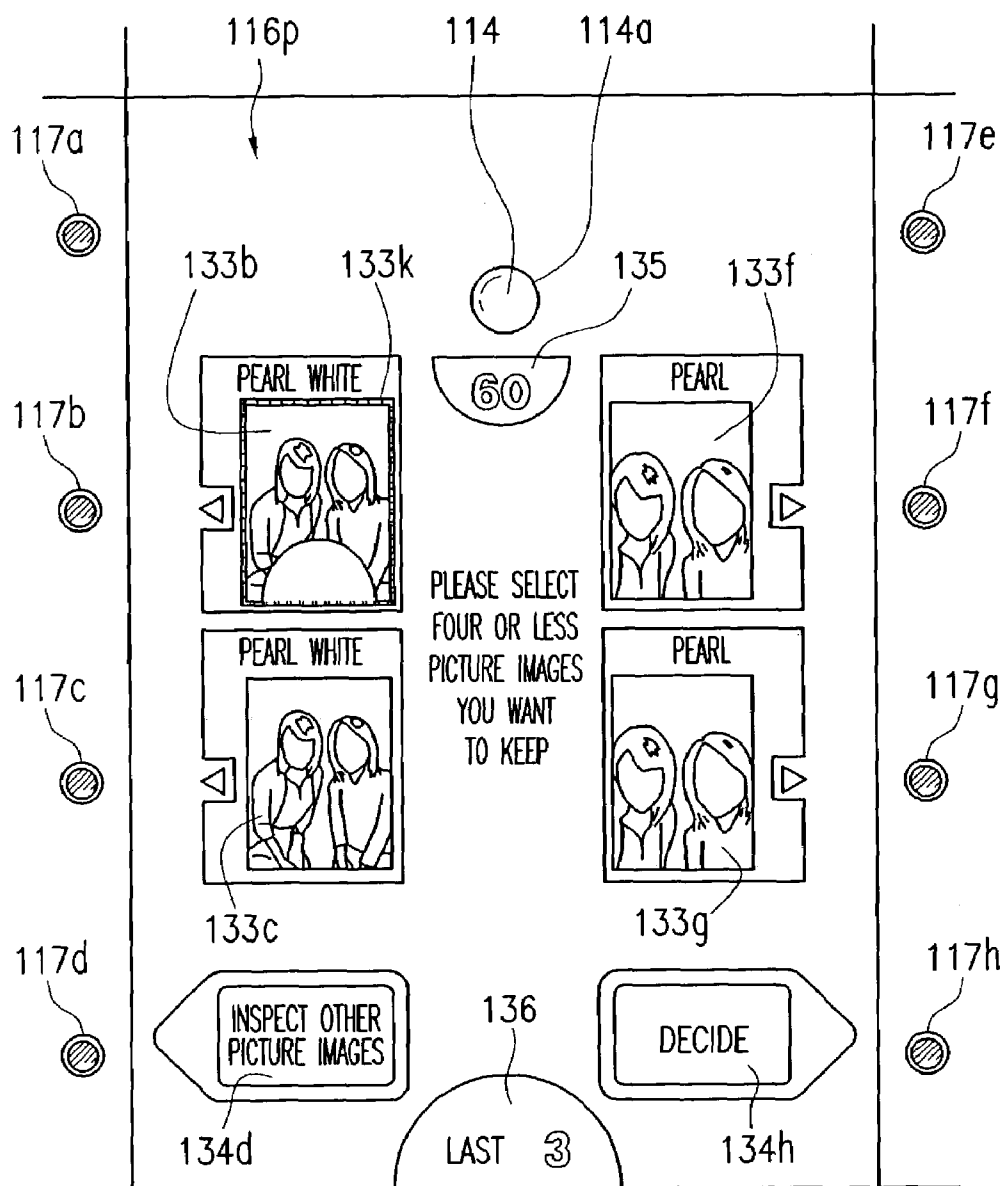 116p
114
114a
117a
117e
133b
133k
135
133f
PEARL WHITE
60
PEARL
117b
117f
PLEASE SELECT
FOUR OR LESS
PICTURE IMAGES
YOU WANT
TO KEEP
PEARL WHITE
PEARL
117c
117g
133c
133g
117d
117h
INSPECT OTHER
PICTURE IMAGES
136
DECIDE
134d
LAST 3
134h